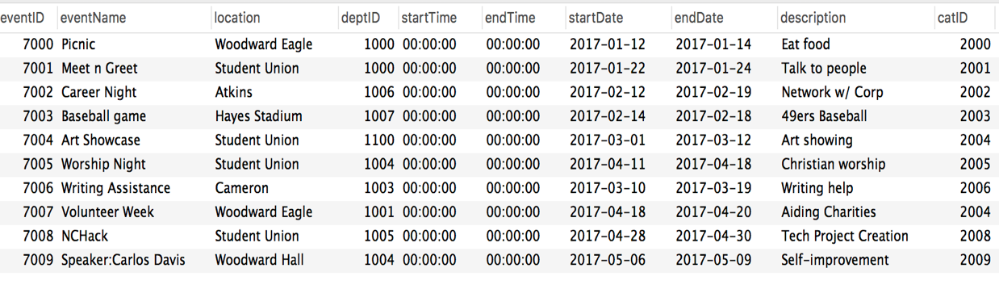 eventID eventName location deptID startTime endTime startDate endDate description catID
7000 Picnic Woodward Eagle 1000 00:00:00 00:00:00 2017-01-12 2017-01-14 Eat food 2000
7001 Meet n Greet Student Union 1000 00:00:00 00:00:00 2017-01-22 2017-01-24 Talk to people 2001
7002 Career Night Atkins 1006 00:00:00 00:00:00 2017-02-12 2017-02-19 Network w/ Corp 2002
7003 Baseball game Hayes Stadium 1007 00:00:00 00:00:00 2017-02-14 2017-02-18 49ers Baseball 2003
7004 Art Showcase Student Union 1100 00:00:00 00:00:00 2017-03-01 2017-03-12 Art showing 2004
7005 Worship Night Student Union 1004 00:00:00 00:00:00 2017-04-11 2017-04-18 Christian worship 2005
7006 Writing Assistance Cameron 1003 00:00:00 00:00:00 2017-03-10 2017-03-19 Writing help 2006
7007 Volunteer Week Woodward Eagle 1001 00:00:00 00:00:00 2017-04-18 2017-04-20 Aiding Charities 2004
7008 NCHack Student Union 1005 00:00:00 00:00:00 2017-04-28 2017-04-30 Tech Project Creation 2008
7009 Speaker:Carlos Davis Woodward Hall 1004 00:00:00 00:00:00 2017-05-06 2017-05-09 Self-improvement 2009